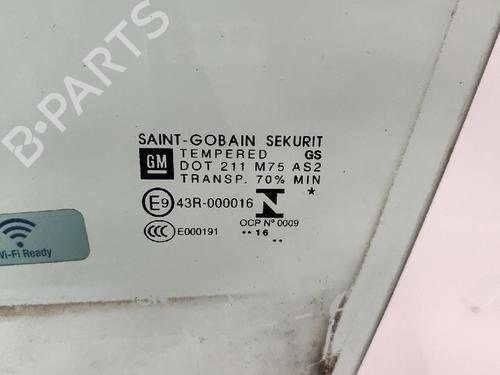 B-PARTS
SAINT-GOBAIN SEKURIT
GM TEMPERED GS
DOT 211 M75 AS2
TRANSP. 70% MIN
E9 43R-000016 N *
CCC E000191 OCP Nº 0009
..16 ...
Wi-Fi Ready